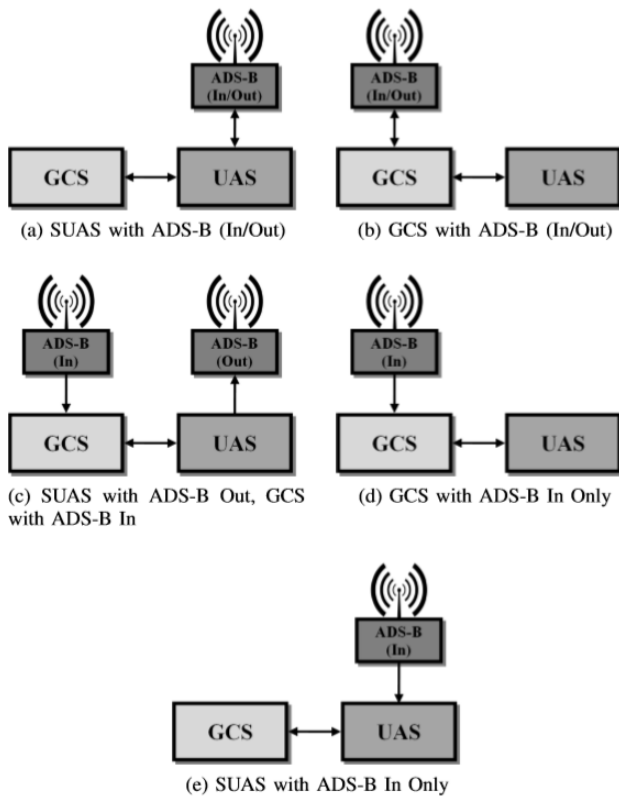 ADS-B
(In/Out)
GCS
UAS
(a) SUAS with ADS-B (In/Out)
ADS-B
(In/Out)
GCS
UAS
(b) GCS with ADS-B (In/Out)
ADS-B
(In)
ADS-B
(Out)
GCS
UAS
(c) SUAS with ADS-B Out, GCS
with ADS-B In
ADS-B
(In)
GCS
UAS
(d) GCS with ADS-B In Only
ADS-B
(In)
GCS
UAS
(e) SUAS with ADS-B In Only